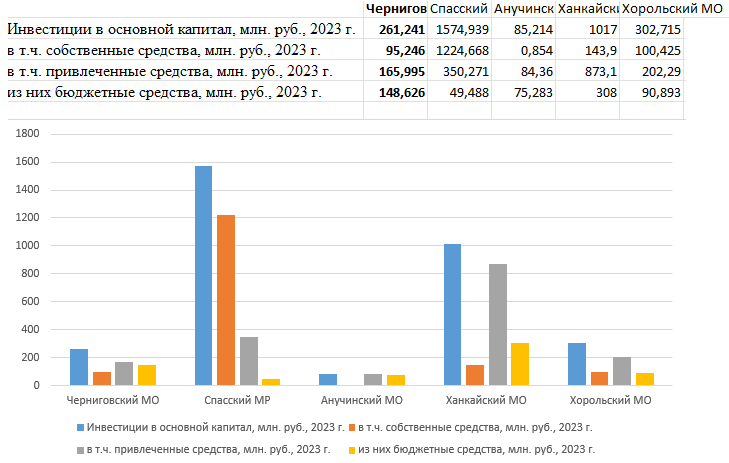 Чернигов Спасский Анучинск Ханкайски Хорольский МО
Инвестиции в основной капитал, млн. руб., 2023 г. 261,241 1574,939 85,214 1017 302,715
в т.ч. собственные средства, млн. руб., 2023 г. 95,246 1224,668 0,854 143,9 100,425
в т.ч. привлеченные средства, млн. руб., 2023 г. 165,995 350,271 84,36 873,1 202,29
из них бюджетные средства, млн. руб., 2023 г. 148,626 49,488 75,283 308 90,893
1800
1600
1400
1200
1000
800
600
400
200
0
Черниговский МО Спасский МР Анучинский МО Ханкайский МО Хорольский МО
Инвестиции в основной капитал, млн. руб., 2023 г. в т.ч. собственные средства, млн. руб., 2023 г.
в т.ч. привлеченные средства, млн. руб., 2023 г. из них бюджетные средства, млн. руб., 2023 г.